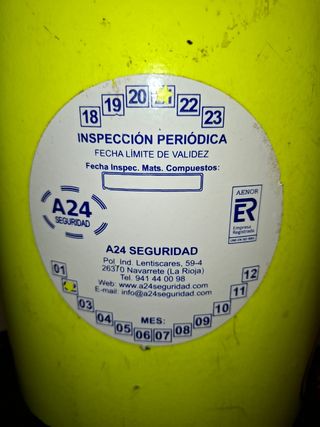 18 19 20 21 22 23
INSPECCIÓN PERIÓDICA
FECHA LÍMITE DE VALIDEZ
Fecha Inspec. Mats. Compuestos:
A24
SEGURIDAD
AENOR
ER
Empresa
Registrada
A24 SEGURIDAD
Pol. Ind. Lentiscares, 59-4
26370 Navarrete (La Rioja)
Tel. 941 44 00 98
Web: www.a24seguridad.com
E-mail: info@a24seguridad.com
MES:
01 03 04 05 06 07 08 09 10 11 12